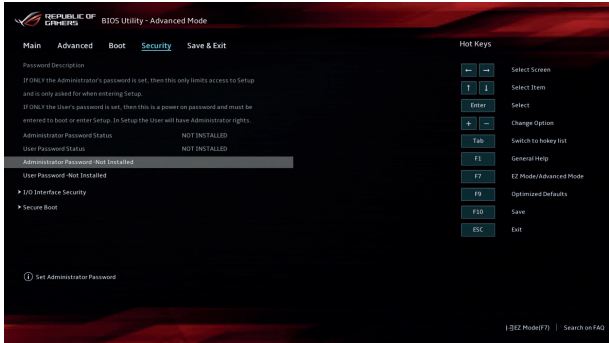 REPUBLIC OF
GAMERS
BIOS Utility - Advanced Mode
Main Advanced Boot Security Save & Exit
Hot Keys
Password Description
If ONLY the Administrator's password is set, then this only limits access to Setup
and is only asked for when entering Setup.
If ONLY the User's password is set, then this is a power on password and must be
entered to boot or enter Setup. In Setup the User will have Administrator rights.
Administrator Password Status NOT INSTALLED
User Password Status NOT INSTALLED
Administrator Password -Not Installed
User Password -Not Installed
I/O Interface Security
Secure Boot
← → Select Screen
↑ ↓ Select Item
Enter Select
+ − Change Option
Tab Switch to hokey list
F1 General Help
F7 EZ Mode/Advanced Mode
F9 Optimized Defaults
F10 Save
ESC Exit
Set Administrator Password
EZ Mode(F7) | Search on FAQ